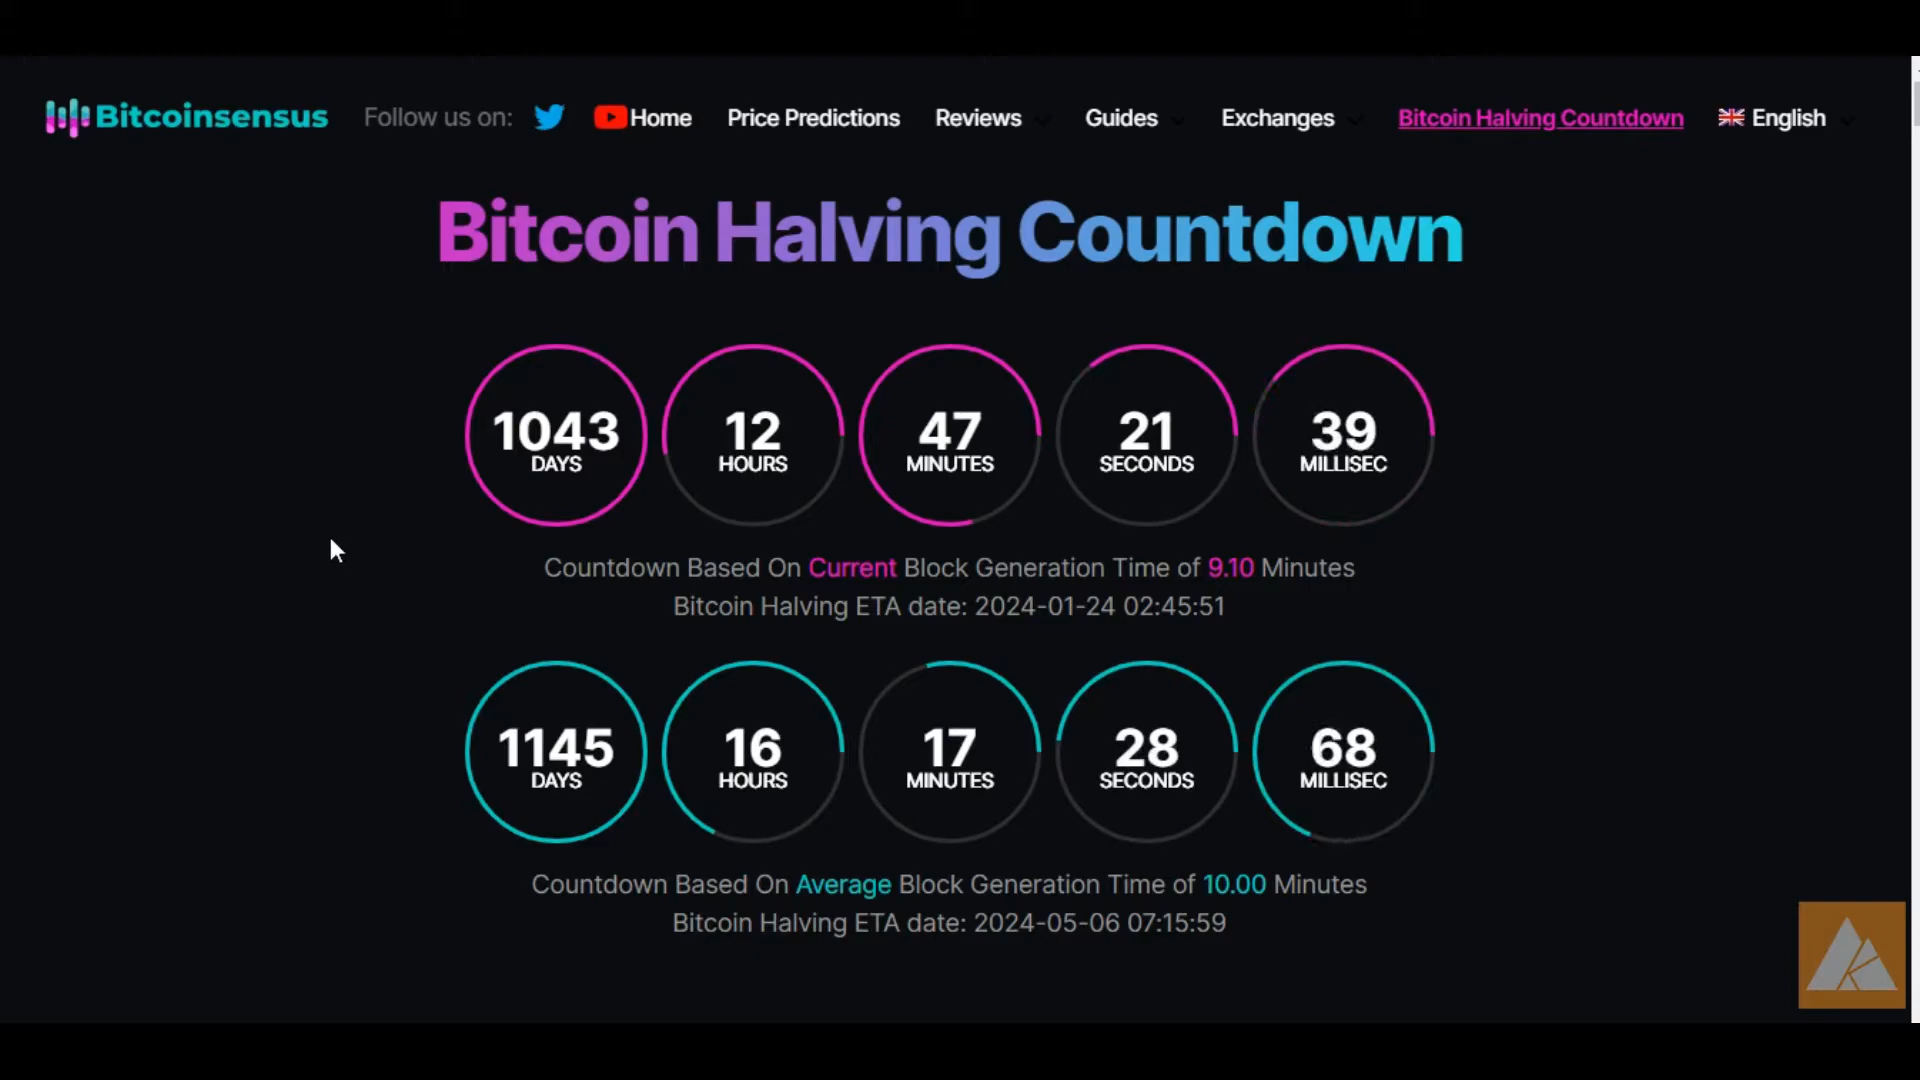 Bitcoinsensus Follow us on: Home Price Predictions Reviews Guides Exchanges Bitcoin Halving Countdown English
Bitcoin Halving Countdown
1043 12 47 21 39
DAYS HOURS MINUTES SECONDS MILLISEC
Countdown Based On Current Block Generation Time of 9.10 Minutes
Bitcoin Halving ETA date: 2024-01-24 02:45:51
1145 16 17 28 68
DAYS HOURS MINUTES SECONDS MILLISEC
Countdown Based On Average Block Generation Time of 10.00 Minutes
Bitcoin Halving ETA date: 2024-05-06 07:15:59